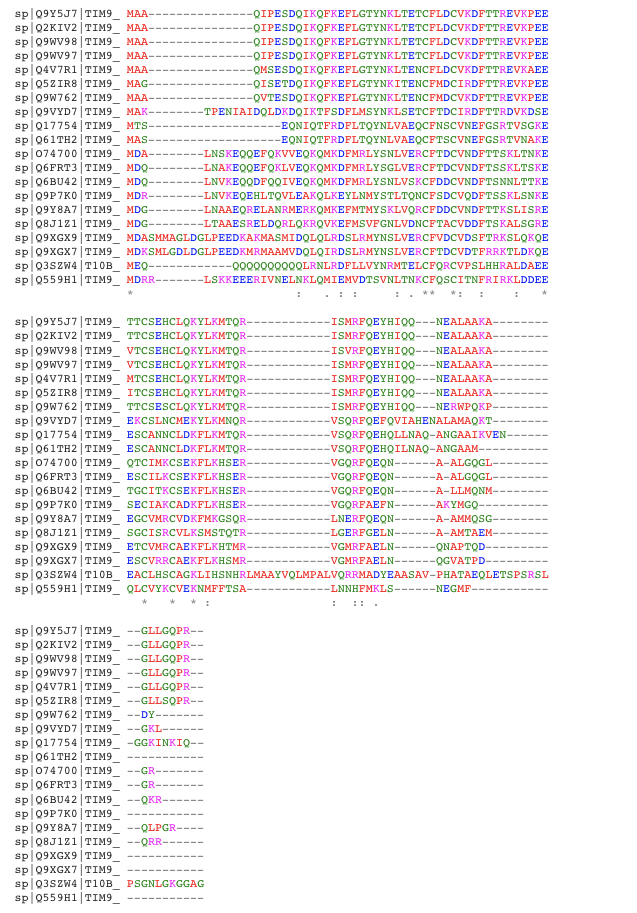 sp|Q9Y5J7|TIM9_ MAA---------------QIPESDQIKQFKEFLGTYNKLTETCFLDCVKDFTTREVKPEE
sp|Q2KIV2|TIM9_ MAA---------------QIPESDQIKQFKEFLGTYNKLTETCFLDCVKDFTTREVKPEE
sp|Q9WV98|TIM9_ MAA---------------QIPESDQIKQFKEFLGTYNKLTETCFLDCVKDFTTREVKPEE
sp|Q9WV97|TIM9_ MAA---------------QIPESDQIKQFKEFLGTYNKLTETCFLDCVKDFTTREVKPEE
sp|Q4V7R1|TIM9_ MAA---------------QMSESDQIKQFKEFLGTYNKLTENCFLDCVKDFTTREVKAEE
sp|Q5ZIR8|TIM9_ MAG---------------QISETDQIKQFKEFLGTYNKITENCFMDCIRDFTTREVKPEE
sp|Q9W762|TIM9_ MAA---------------QVTESDQIKQFKEFLGTYNKLTENCFMDCVKDFTTREVKPEE
sp|Q9VYD7|TIM9_ MAK--------TPENIAIDQLDKDQIKTFSDFLMSYNKLSETCFTDCIRDFTTRDVKDSE
sp|Q17754|TIM9_ MTS-------------------EQNIQTFRDFLTQYNLVAEQCFNSCVNEFGSRTVSGKE
sp|Q61TH2|TIM9_ MAS-------------------EQNIQTFRDFLTQYNLVAEQCFTSCVNEFGSRTVNAKE
sp|O74700|TIM9_ MDA--------LNSKEQQEFQKVVEQKQMKDFMRLYSNLVERCFTDCVNDFTTSKLTNKE
sp|Q6FRT3|TIM9_ MDQ--------LNAKEQQEFQKLVEQKQMKDFMRLYSNLVERCFTDCVNDFTTSKLTSKE
sp|Q6BU42|TIM9_ MDQ--------LNVKEQQDFQQIVEQKQMKDFMRLYSNLVSKCFDDCVNDFTSNNLTTKE
sp|Q9P7K0|TIM9_ MDR--------LNVKEQEHLTQVLEAKQLKEYLNMYSTLTQNCFSDCVQDFTSSKLSNKE
sp|Q9Y8A7|TIM9_ MDG--------LNAAEQRELANRMERKQMKEFMTMYSKLVQRCFDDCVNDFTTKSLISRE
sp|Q8J1Z1|TIM9_ MDG--------LTAAESRELDQRLQKRQVKEFMSVFGNLVDNCFTACVDDFTSKALSGRE
sp|Q9XGX9|TIM9_ MDASMMAGLDGLPEEDKAKMASMIDQLQLRDSLRMYNSLVERCFVDCVDSFTRKSLQKQE
sp|Q9XGX7|TIM9_ MDKSMLGDLDGLPEEDKMRMAAMVDQLQIRDSLRMYNSLVERCFTDCVDTFRRKTLDKQE
sp|Q3SZW4|T10B_ MEQ------------QQQQQQQQQQLRNLRDFLLVYNRMTELCFQRCVPSLHHRALDAEE
sp|Q559H1|TIM9_ MDRR-------LSKKEEERIVNELNKLQMIEMVDTSVNLTNKCFQSCITNFRIRKLDDEE
                *                       :   . : :     : . **  *:  :    :   *
sp|Q9Y5J7|TIM9_ TTCSEHCLQKYLKMTQR------------ISMRFQEYHIQQ---NEALAAKA--------
sp|Q2KIV2|TIM9_ TTCSEHCLQKYLKMTQR------------ISMRFQEYHIQQ---NEALAAKA--------
sp|Q9WV98|TIM9_ VTCSEHCLQKYLKMTQR------------ISVRFQEYHIQQ---NEALAAKA--------
sp|Q9WV97|TIM9_ VTCSEHCLQKYLKMTQR------------ISMRFQEYHIQQ---NEALAAKA--------
sp|Q4V7R1|TIM9_ MTCSEHCLQKYLKMTQR------------ISMRFQEYHIQQ---NEALAAKA--------
sp|Q5ZIR8|TIM9_ ITCSEHCLQKYLKMTQR------------ISMRFQEYHIQQ---NEALAAKA--------
sp|Q9W762|TIM9_ TTCSESCLQKYLKMTQR------------ISMRFQEYHIQQ---NERWPQKP--------
sp|Q9VYD7|TIM9_ EKCSLNCMEKYLKMNQR------------VSQRFQEFQVIAHENALAMAQKT--------
sp|Q17754|TIM9_ ESCANNCLDKFLKMTQR------------VSQRFQEHQLLNAQ-ANGAAIKVEN------
sp|Q61TH2|TIM9_ ESCANNCLDKFLKMTQR------------VSQRFQEHQILNAQ-ANGAAM----------
sp|O74700|TIM9_ QTCIMKCSEKFLKHSER------------VGQRFQEQN------A-ALGQGL--------
sp|Q6FRT3|TIM9_ ESCILKCSEKFLKHSER------------VGQRFQEQN------A-ALGQGL--------
sp|Q6BU42|TIM9_ TGCITKCSEKFLKHSER------------VGQRFQEQN------A-LLMQNM--------
sp|Q9P7K0|TIM9_ SECIAKCADKFLKHSER------------VGQRFAEFN------A-KYMGQ---------
sp|Q9Y8A7|TIM9_ EGCVMRCVDKFMKGSQR------------LNERFQEQN------A-AMMQSG--------
sp|Q8J1Z1|TIM9_ SGCISRCVLKSMSTQTR------------LGERFGELN------A-AMTAEM--------
sp|Q9XGX9|TIM9_ ETCVMRCAEKFLKHTMR------------VGMRFAELN------QNAPTQD---------
sp|Q9XGX7|TIM9_ ESCVRRCAEKFLKHSMR------------VGMRFAELN------QGVATPD---------
sp|Q3SZW4|T10B_ EACLHSCAGKLIHSNHRLMAAYVQLMPALVQRRMADYEAASAV-PHATAEQLETSPSRSL
sp|Q559H1|TIM9_ QLCVYKCVEKNMFFTSA------------LNNHFMKLS------NEGMF-----------
                  *   *  * :                 :  :: .
sp|Q9Y5J7|TIM9_ --GLLGQPR--
sp|Q2KIV2|TIM9_ --GLLGQPR--
sp|Q9WV98|TIM9_ --GLLGQPR--
sp|Q9WV97|TIM9_ --GLLGQPR--
sp|Q4V7R1|TIM9_ --GLLGQPR--
sp|Q5ZIR8|TIM9_ --GLLSQPR--
sp|Q9W762|TIM9_ --DY-------
sp|Q9VYD7|TIM9_ --GKL------
sp|Q17754|TIM9_ -GGKINKIQ--
sp|Q61TH2|TIM9_ -----------
sp|O74700|TIM9_ --GR-------
sp|Q6FRT3|TIM9_ --GR-------
sp|Q6BU42|TIM9_ --QKR------
sp|Q9P7K0|TIM9_ -----------
sp|Q9Y8A7|TIM9_ --QLPGR----
sp|Q8J1Z1|TIM9_ --QRR------
sp|Q9XGX9|TIM9_ -----------
sp|Q9XGX7|TIM9_ -----------
sp|Q3SZW4|T10B_ PSGNLGKGGAG
sp|Q559H1|TIM9_ -----------